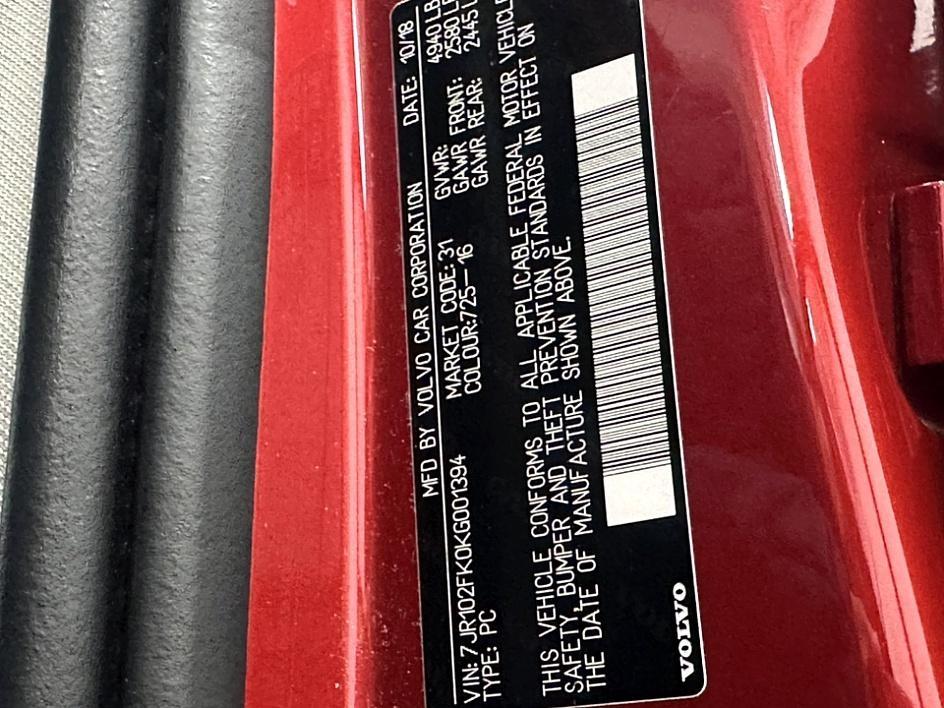 MFD BY VOLVO CAR CORPORATION DATE: 10/18
VIN: 7JR102FK0KG001394 MARKET CODE: 31 GVWR: 4940 LB
TYPE: PC COLOUR:725-16 GAWR FRONT: 2580
GAWR REAR: 2445
THIS VEHICLE CONFORMS TO ALL APPLICABLE FEDERAL MOTOR VEHICLE
SAFETY, BUMPER AND THEFT PREVENTION STANDARDS IN EFFECT ON
THE DATE OF MANUFACTURE SHOWN ABOVE.
VOLVO